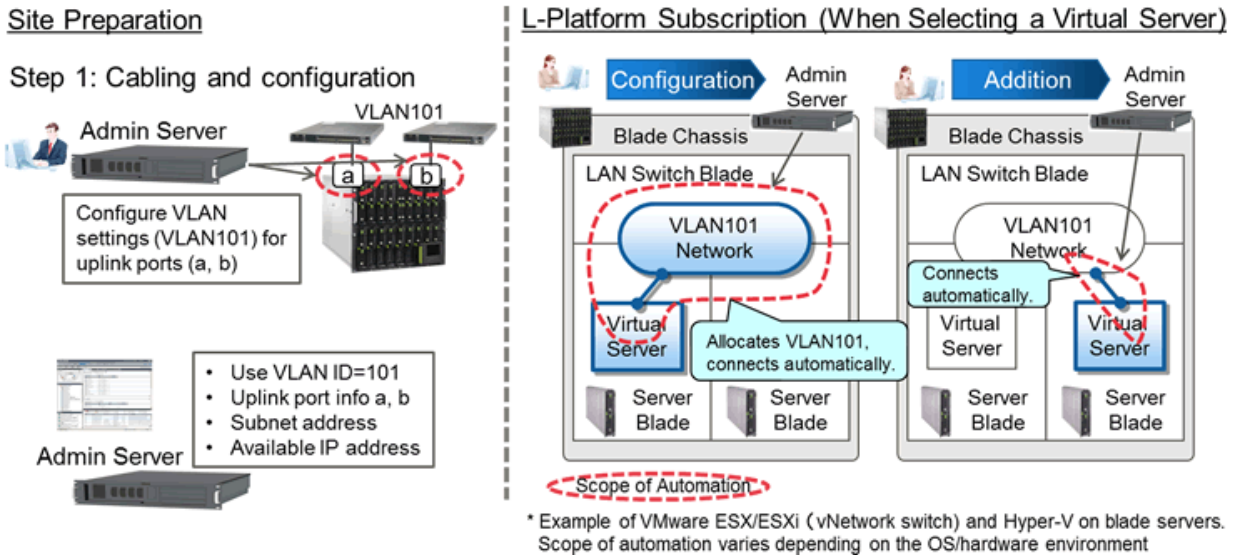 Site Preparation
Step 1: Cabling and configuration
VLAN101
Admin Server
a
b
Configure VLAN
settings (VLAN101) for
uplink ports (a, b)
• Use VLAN ID=101
• Uplink port info a, b
• Subnet address
• Available IP address
Admin Server
L-Platform Subscription (When Selecting a Virtual Server)
Configuration
Admin
Server
Blade Chassis
LAN Switch Blade
VLAN101
Network
Virtual
Server
Allocates VLAN101,
connects automatically.
Server
Blade
Server
Blade
Addition
Admin
Server
Blade Chassis
LAN Switch Blade
VLAN101
Network
Connects
automatically.
Virtual
Server
Virtual
Server
Server
Blade
Server
Blade
Scope of Automation
* Example of VMware ESX/ESXi (vNetwork switch) and Hyper-V on blade servers.
Scope of automation varies depending on the OS/hardware environment